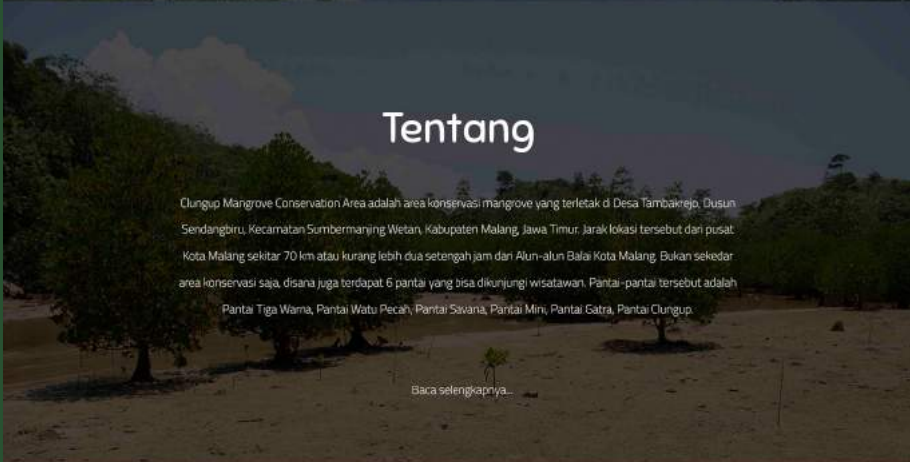 Tentang
Clungup Mangrove Conservation Area adalah area konservasi mangrove yang terletak di Desa Tambakrejo, Dusun
Sendangbiru, Kecamatan Sumbermanjing Wetan, Kabupaten Malang, Jawa Timur. Jarak lokasi tersebut dari pusat
Kota Malang sekitar 70 km atau kurang lebih dua setengah jam dari Alun-alun Balai Kota Malang. Bukan sekedar
area konservasi saja, disana juga terdapat 6 pantai yang bisa dikunjungi wisatawan. Pantai-pantai tersebut adalah
Pantai Tiga Warna, Pantai Watu Pecah, Pantai Savana, Pantai Mini, Pantai Gatra, Pantai Clungup.
Baca selengkapnya...